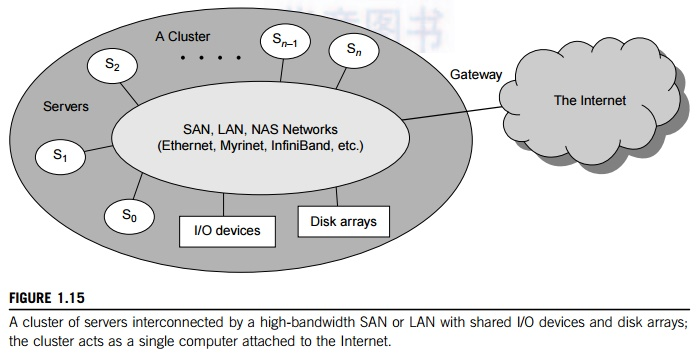 A Cluster
S₂
Sₙ₋₁
Sₙ
Gateway
The Internet
Servers
SAN, LAN, NAS Networks
(Ethernet, Myrinet, InfiniBand, etc.)
S₁
S₀
I/O devices
Disk arrays
FIGURE 1.15
A cluster of servers interconnected by a high-bandwidth SAN or LAN with shared I/O devices and disk arrays;
the cluster acts as a single computer attached to the Internet.